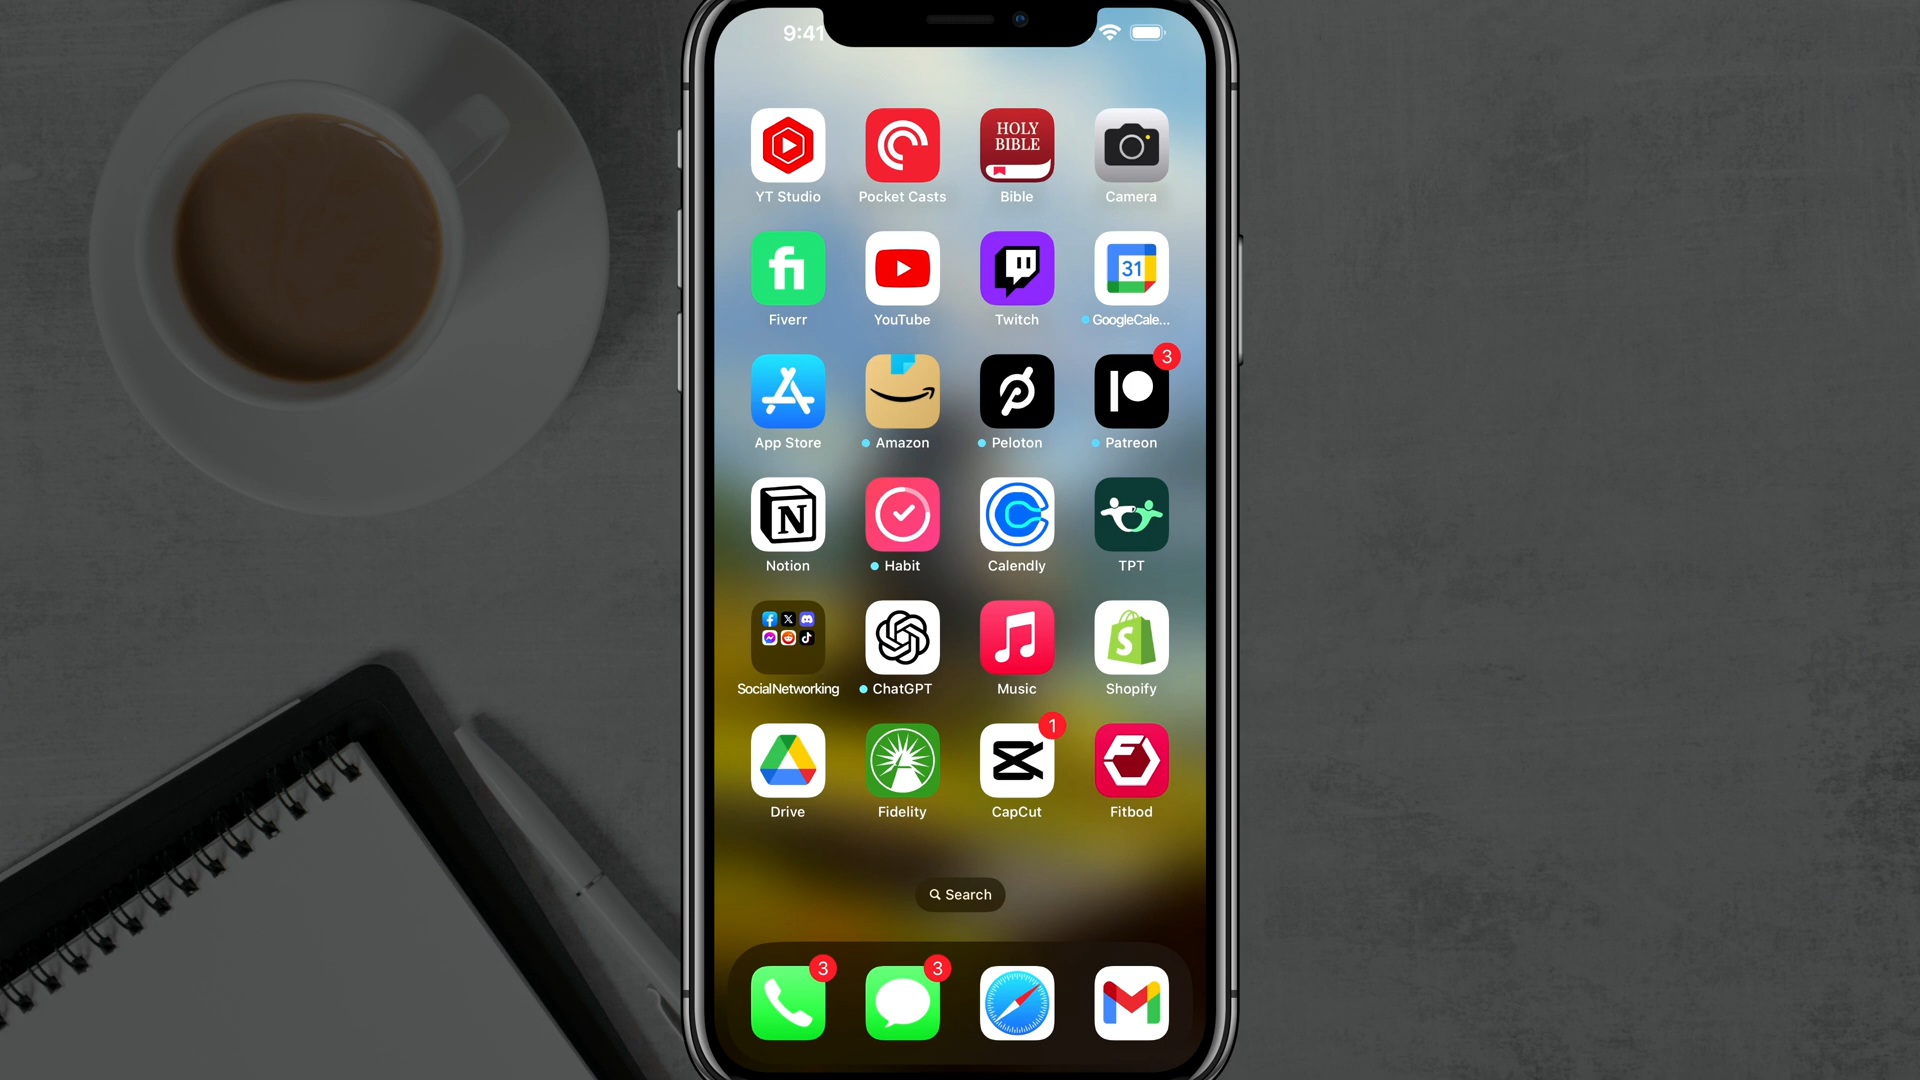 9:41
HOLY
BIBLE
YT Studio
Pocket Casts
Bible
Camera
fi
31
Fiverr
YouTube
Twitch
GoogleCale...
3
App Store
Amazon
Peloton
Patreon
N
Notion
Habit
Calendly
TPT
S
SocialNetworking
ChatGPT
Music
Shopify
1
Drive
Fidelity
CapCut
Fitbod
Search
3
3